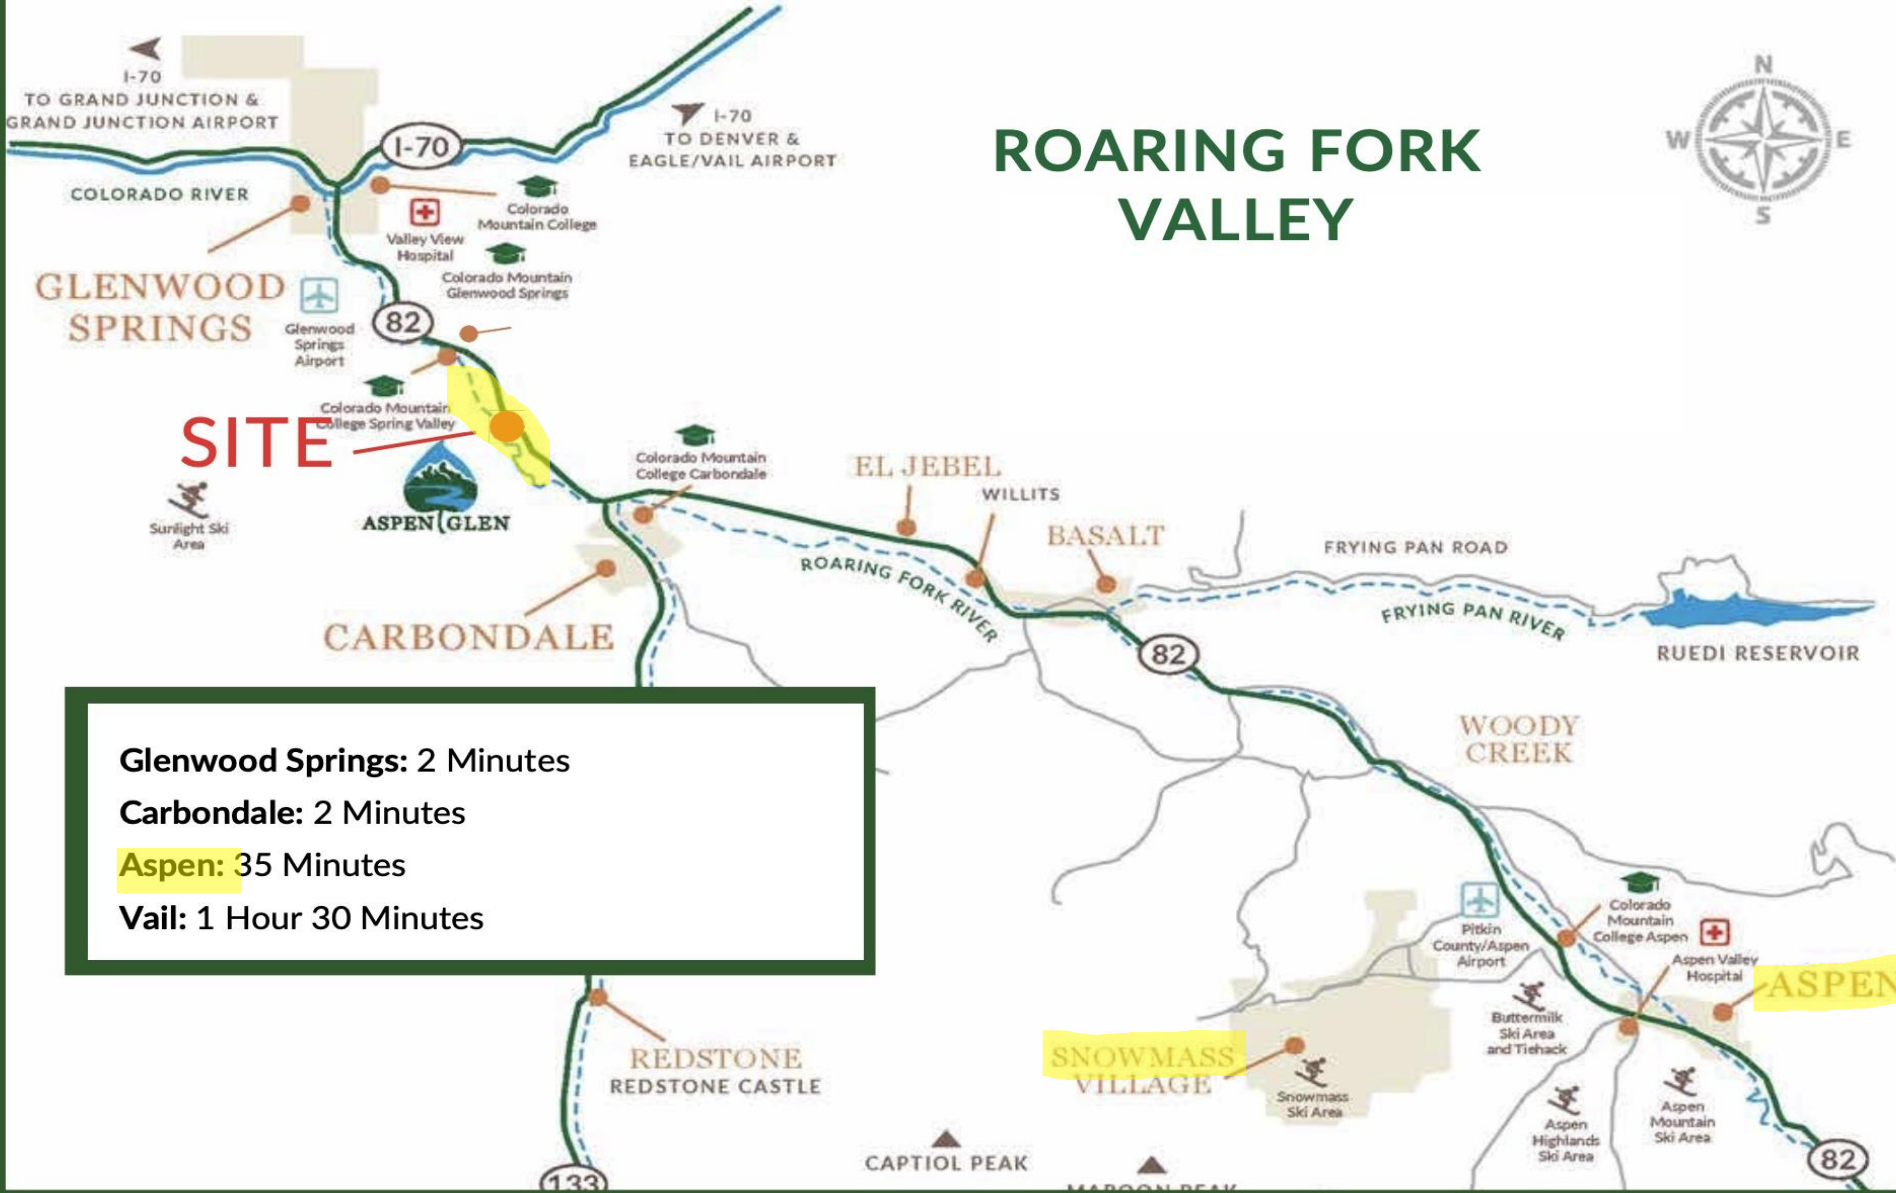 I-70
TO GRAND JUNCTION &
GRAND JUNCTION AIRPORT
I-70
I-70
TO DENVER &
EAGLE/VAIL AIRPORT
ROARING FORK
VALLEY
N
W
E
S
COLORADO RIVER
Colorado
Mountain College
Valley View
Hospital
Colorado Mountain
Glenwood Springs
GLENWOOD
SPRINGS
Glenwood
Springs
Airport
82
Colorado Mountain
College Spring Valley
SITE
ASPEN GLEN
Sunlight Ski
Area
Colorado Mountain
College Carbondale
EL JEBEL
WILLITS
BASALT
FRYING PAN ROAD
ROARING FORK RIVER
FRYING PAN RIVER
RUEDI RESERVOIR
CARBONDALE
82
WOODY
CREEK
Glenwood Springs: 2 Minutes
Carbondale: 2 Minutes
Aspen: 35 Minutes
Vail: 1 Hour 30 Minutes
Pitkin
County/Aspen
Airport
Colorado
Mountain
College Aspen
Aspen Valley
Hospital
ASPEN
Buttermilk
Ski Area
and Tiehack
SNOWMASS
VILLAGE
Snowmass
Ski Area
REDSTONE
REDSTONE CASTLE
Aspen
Highlands
Ski Area
Aspen
Mountain
Ski Area
CAPTIOL PEAK
MAROON PEAK
133
82